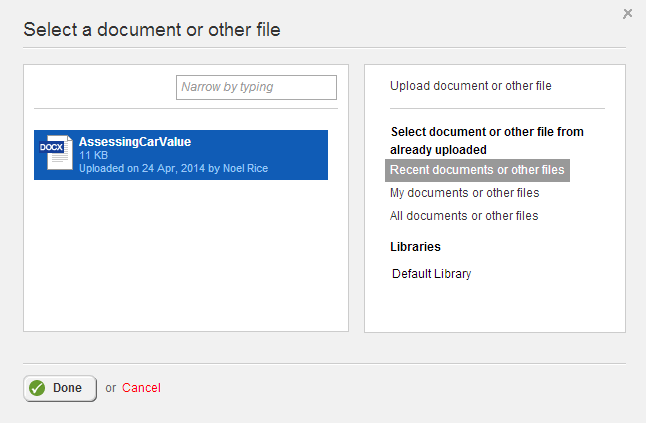 Select a document or other file
Narrow by typing
DOCX
AssessingCarValue
11 KB
Uploaded on 24 Apr, 2014 by Noel Rice
Upload document or other file
Select document or other file from
already uploaded
Recent documents or other files
My documents or other files
All documents or other files
Libraries
Default Library
Done or Cancel